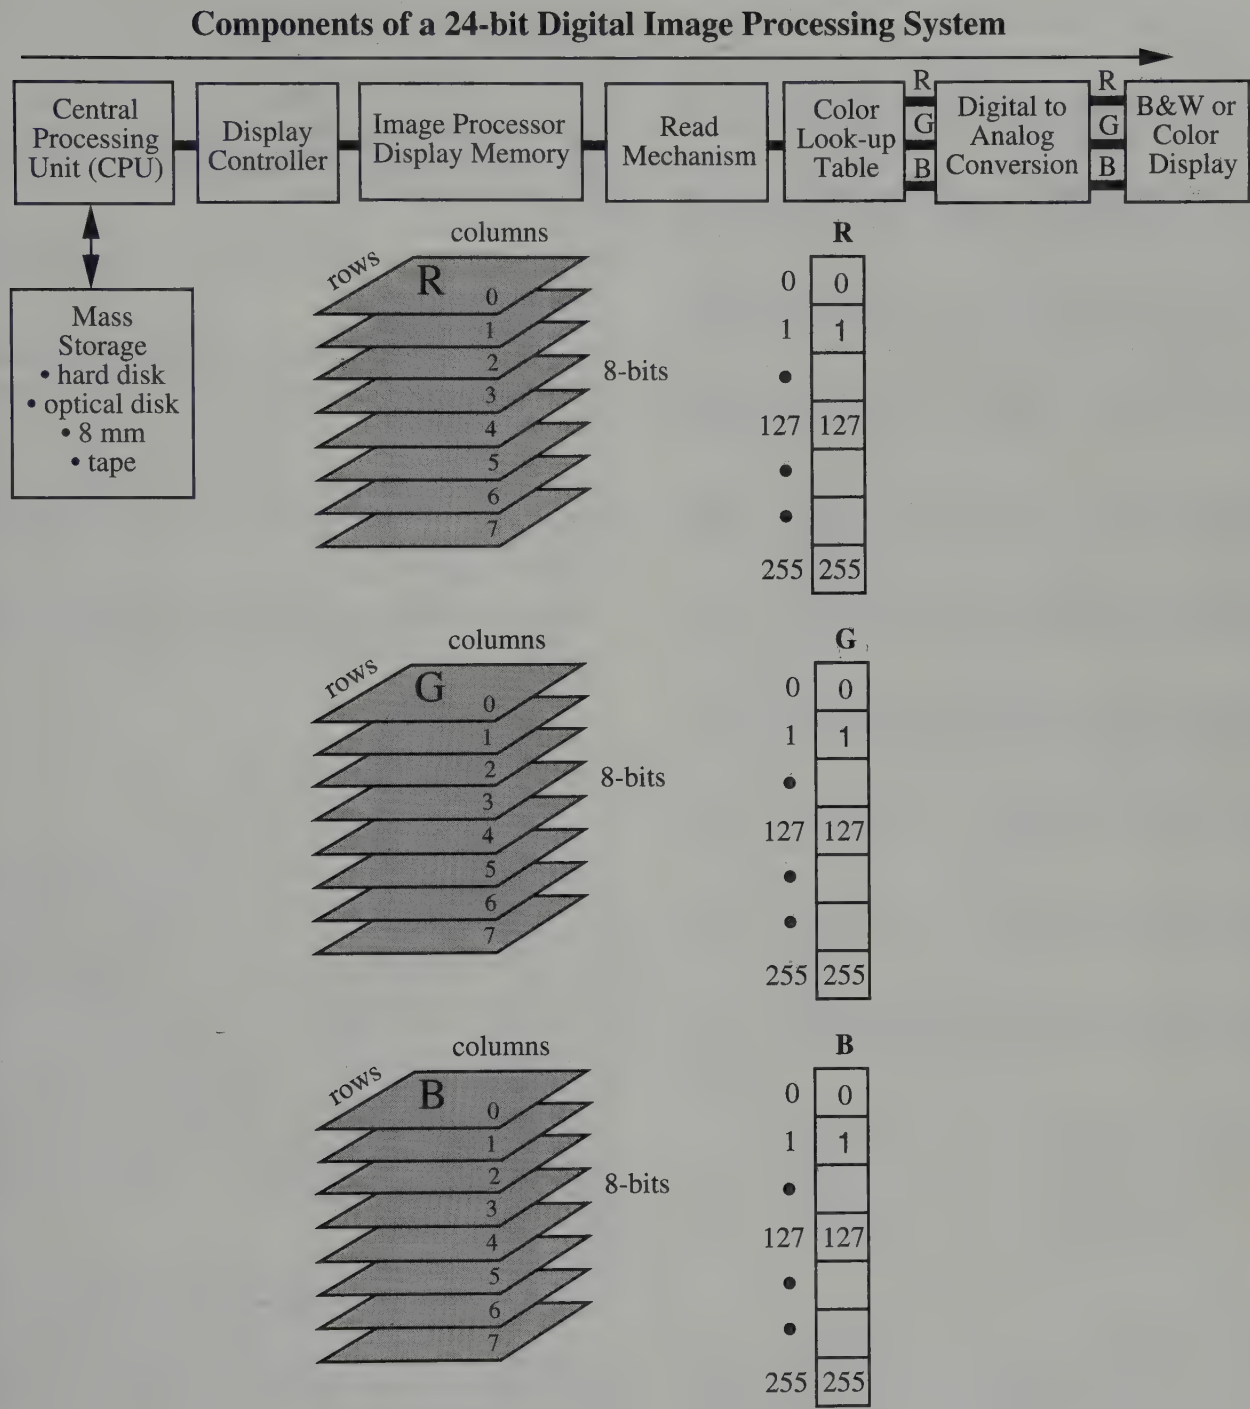 Components of a 24-bit Digital Image Processing System
Central
Processing
Unit (CPU)
Display
Controller
Image Processor
Display Memory
Read
Mechanism
Color
Look-up
Table
R
G
B
Digital to
Analog
Conversion
R
G
B
B&W or
Color
Display
Mass
Storage
• hard disk
• optical disk
• 8 mm
• tape
columns
rows
R
0
1
2
3
4
5
6
7
8-bits
R
0 0
1 1
•
127 127
•
•
255 255
columns
rows
G
0
1
2
3
4
5
6
7
8-bits
G
0 0
1 1
•
127 127
•
•
255 255
columns
rows
B
0
1
2
3
4
5
6
7
8-bits
B
0 0
1 1
•
127 127
•
•
255 255